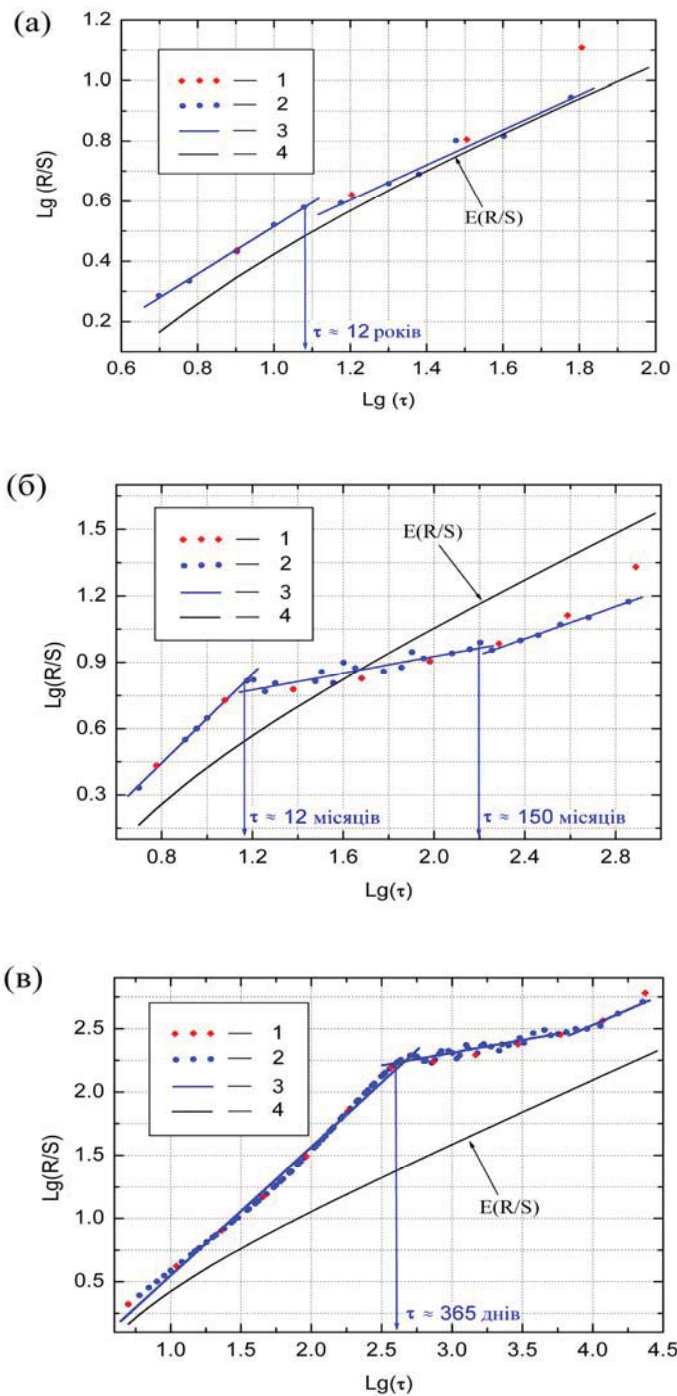 (а)
1.2
1.0
0.8
0.6
0.4
0.2
Lg (R/S)
— 1
— 2
— 3
— 4
E(R/S)
τ ≈ 12 років
0.6 0.8 1.0 1.2 1.4 1.6 1.8 2.0
Lg (τ)
(б)
1.5
1.2
0.9
0.6
0.3
Lg(R/S)
— 1
— 2
— 3
— 4
E(R/S)
τ ≈ 12 місяців
τ ≈ 150 місяців
0.8 1.2 1.6 2.0 2.4 2.8
Lg(τ)
(в)
2.5
2.0
1.5
1.0
0.5
Lg(R/S)
— 1
— 2
— 3
— 4
E(R/S)
τ ≈ 365 днів
1.0 1.5 2.0 2.5 3.0 3.5 4.0 4.5
Lg(τ)